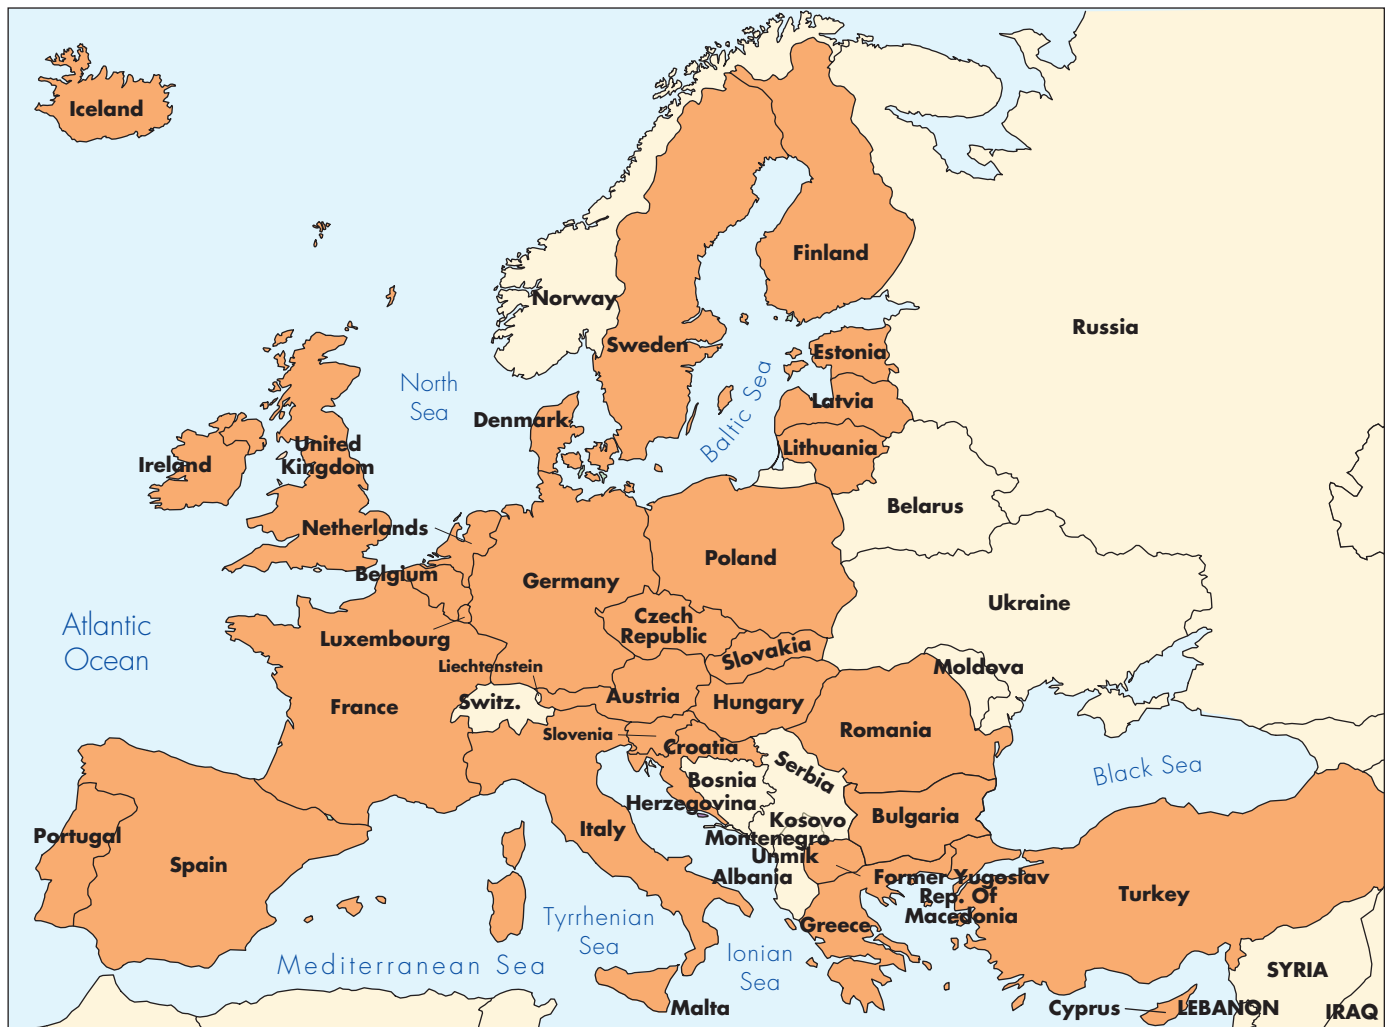 Iceland
Finland
Norway
Russia
Sweden
Estonia
North
Sea
Baltic Sea
Latvia
Denmark
Lithuania
United
Kingdom
Ireland
Belarus
Netherlands
Poland
Belgium
Germany
Ukraine
Czech
Republic
Atlantic
Ocean
Luxembourg
Slovakia
Liechtenstein
Moldova
Switz.
Austria
Hungary
France
Romania
Slovenia
Croatia
Serbia
Black Sea
Bosnia
Herzegovina
Kosovo
Bulgaria
Italy
Portugal
Montenegro
Unmik
Spain
Albania
Former Yugoslav
Rep. Of
Macedonia
Turkey
Greece
Tyrrhenian
Sea
Ionian
Sea
Mediterranean Sea
SYRIA
Malta
Cyprus
LEBANON
IRAQ